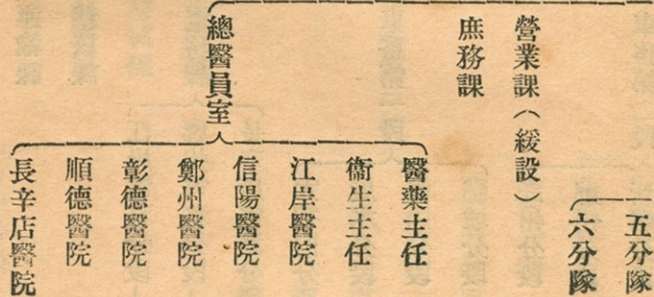 五分隊
六分隊
營業課（緩設）
庶務課
總醫員室
醫藥主任
衞生主任
江岸醫院
信陽醫院
鄭州醫院
彰德醫院
順德醫院
長辛店醫院